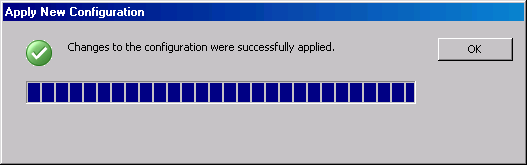 Apply New Configuration
Changes to the configuration were successfully applied.
OK